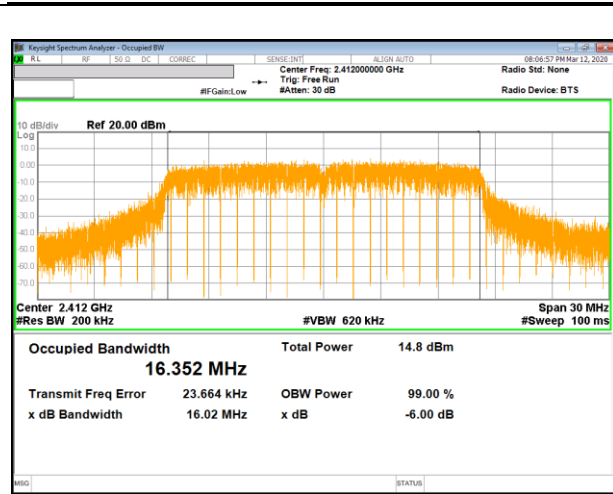 Keysight Spectrum Analyzer - Occupied BW
RL RF 50 Ω DC CORREC SENSE:INT ALIGN AUTO 08:06:57 PM Mar 12, 2020
Center Freq: 2.412000000 GHz Radio Std: None
Trig: Free Run
#IFGain:Low #Atten: 30 dB Radio Device: BTS
10 dB/div Ref 20.00 dBm
Log
10.0
0.00
-10.0
-20.0
-30.0
-40.0
-50.0
-60.0
-70.0
Center 2.412 GHz Span 30 MHz
#Res BW 200 kHz #VBW 620 kHz #Sweep 100 ms
Occupied Bandwidth Total Power 14.8 dBm
16.352 MHz
Transmit Freq Error 23.664 kHz OBW Power 99.00 %
x dB Bandwidth 16.02 MHz x dB -6.00 dB
MSG STATUS